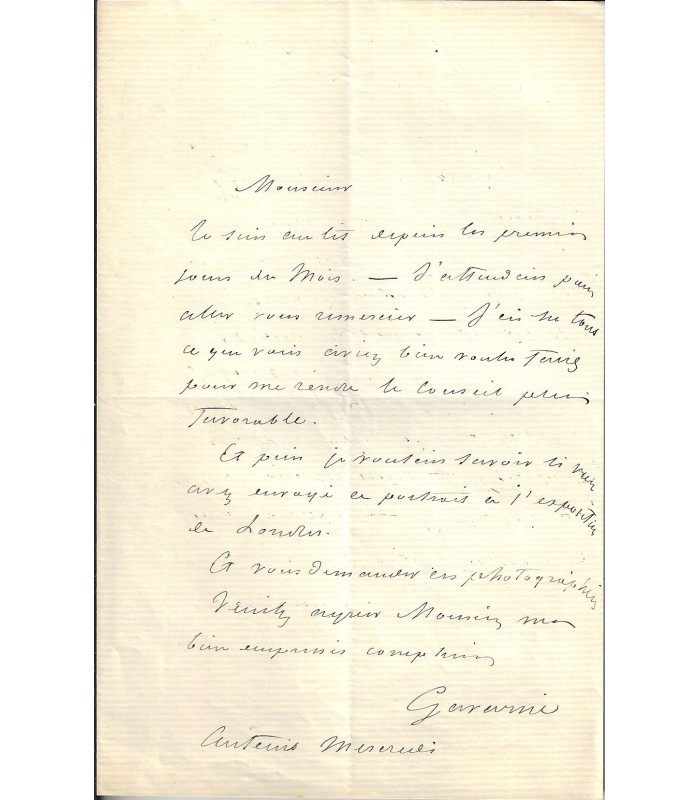 Monsieur
Je suis au lit depuis les premiers
jours du Mois. — J'attendais pour
aller vous remercier — J'ai su tout
ce que vous aviez bien voulu faire
pour me rendre le Conseil plus
favorable.
Et puis je voulais savoir si vous
avez envoyé ce portrait à l'exposition
de Londres.
Et vous demander ces photographies
Veuillez agréer Monsieur mes
bien empressés complimens
Gavarni
Auteuil Mercredi